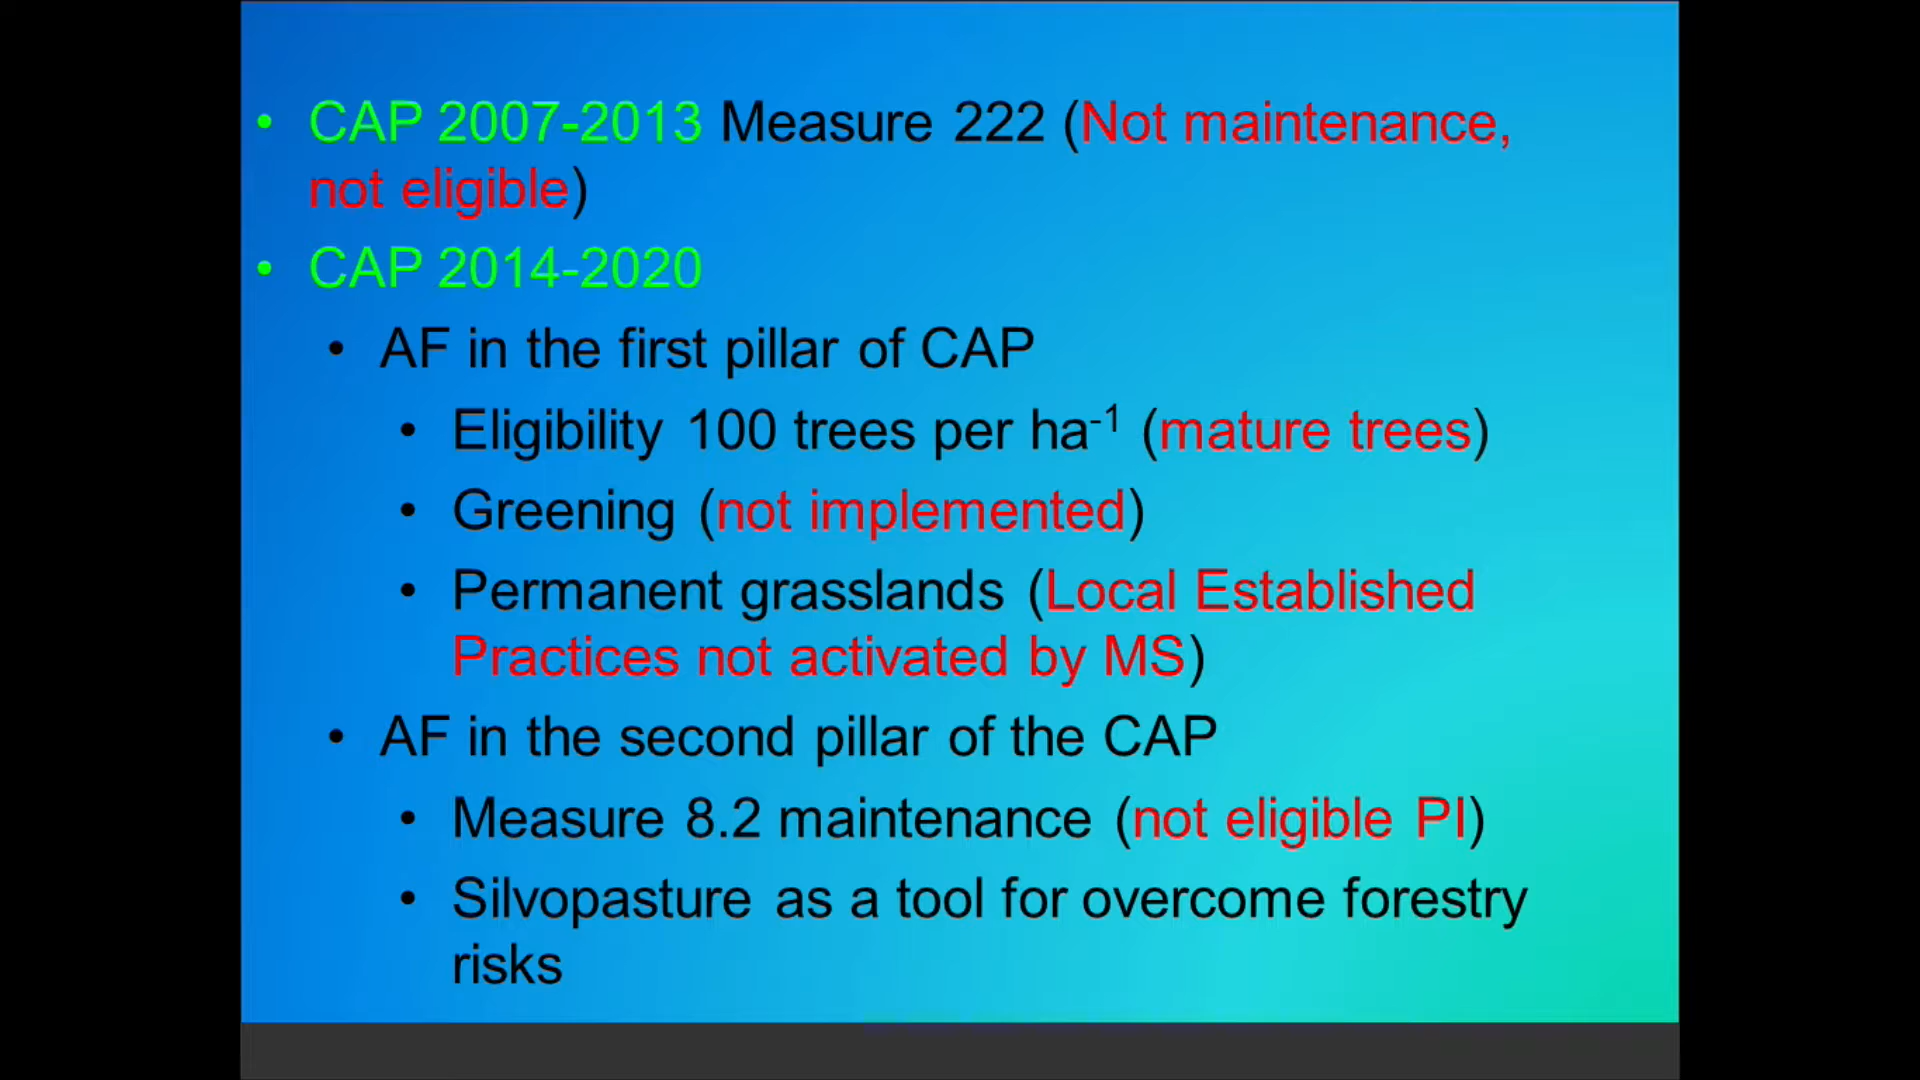 • CAP 2007-2013 Measure 222 (Not maintenance,
not eligible)
• CAP 2014-2020
• AF in the first pillar of CAP
• Eligibility 100 trees per ha⁻¹ (mature trees)
• Greening (not implemented)
• Permanent grasslands (Local Established
Practices not activated by MS)
• AF in the second pillar of the CAP
• Measure 8.2 maintenance (not eligible PI)
• Silvopasture as a tool for overcome forestry
risks